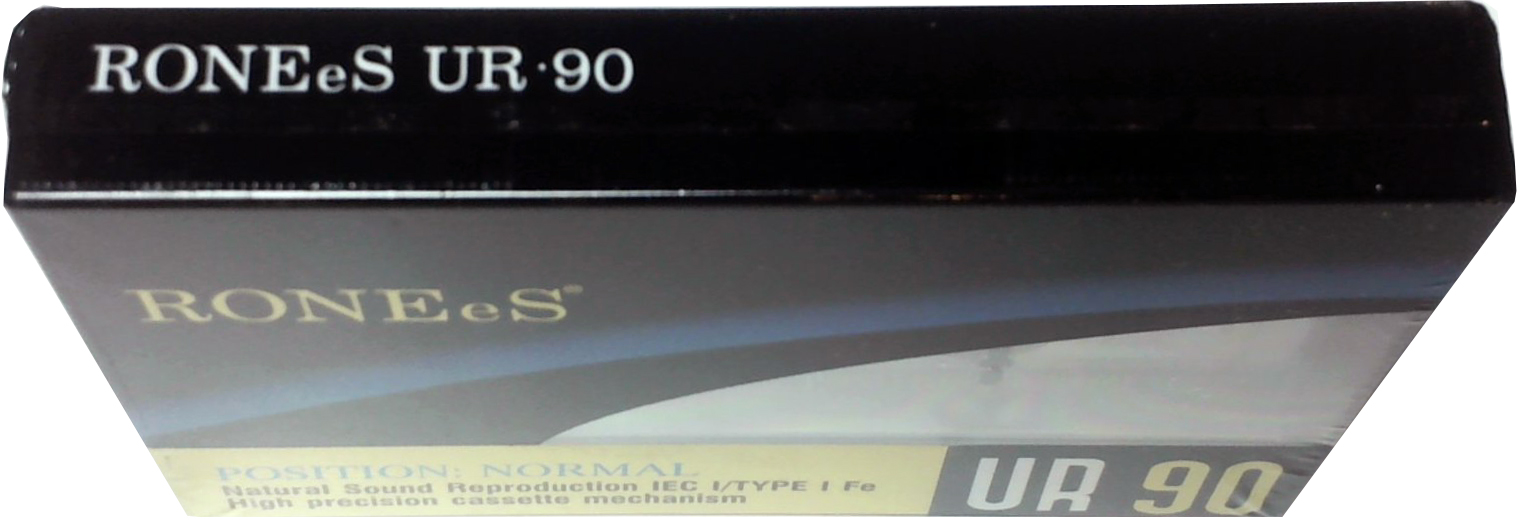 RONEeS UR·90
RONEeS®
POSITION: NORMAL
Natural Sound Reproduction IEC I/TYPE I Fe
High precision cassette mechanism
UR 90